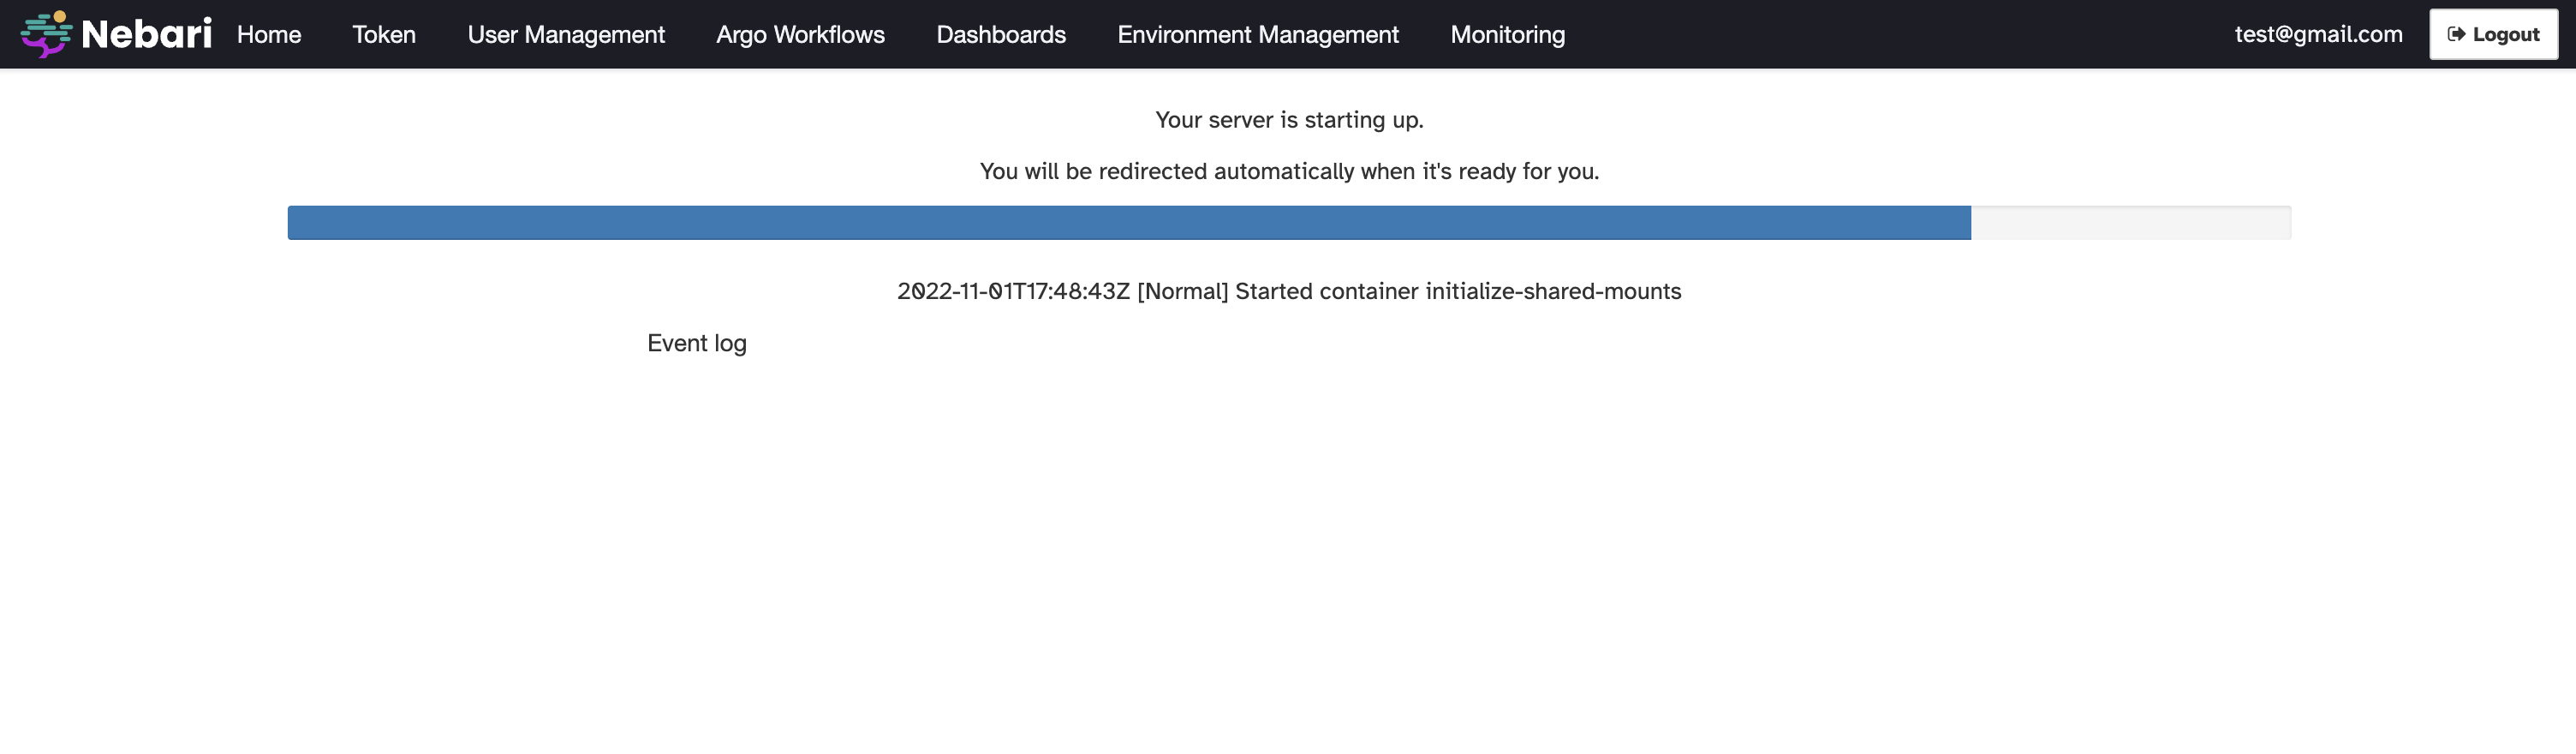 Nebari Home Token User Management Argo Workflows Dashboards Environment Management Monitoring test@gmail.com Logout
Your server is starting up.
You will be redirected automatically when it's ready for you.
2022-11-01T17:48:43Z [Normal] Started container initialize-shared-mounts
Event log